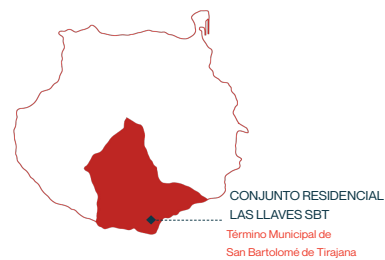 CONJUNTO RESIDENCIAL
LAS LLAVES SBT
Término Municipal de
San Bartolomé de Tirajana